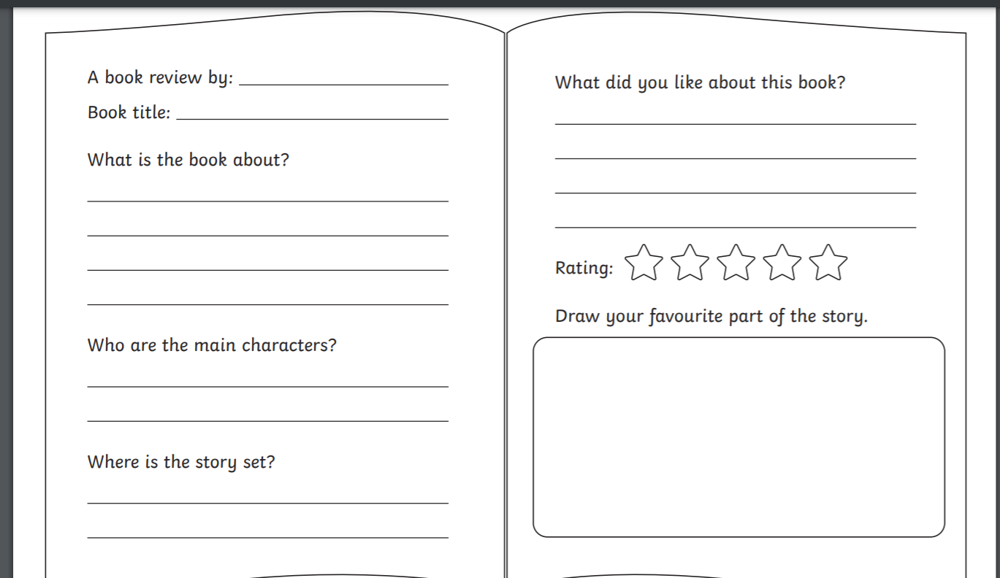 A book review by:
Book title:
What is the book about?
Who are the main characters?
Where is the story set?
What did you like about this book?
Rating:
Draw your favourite part of the story.